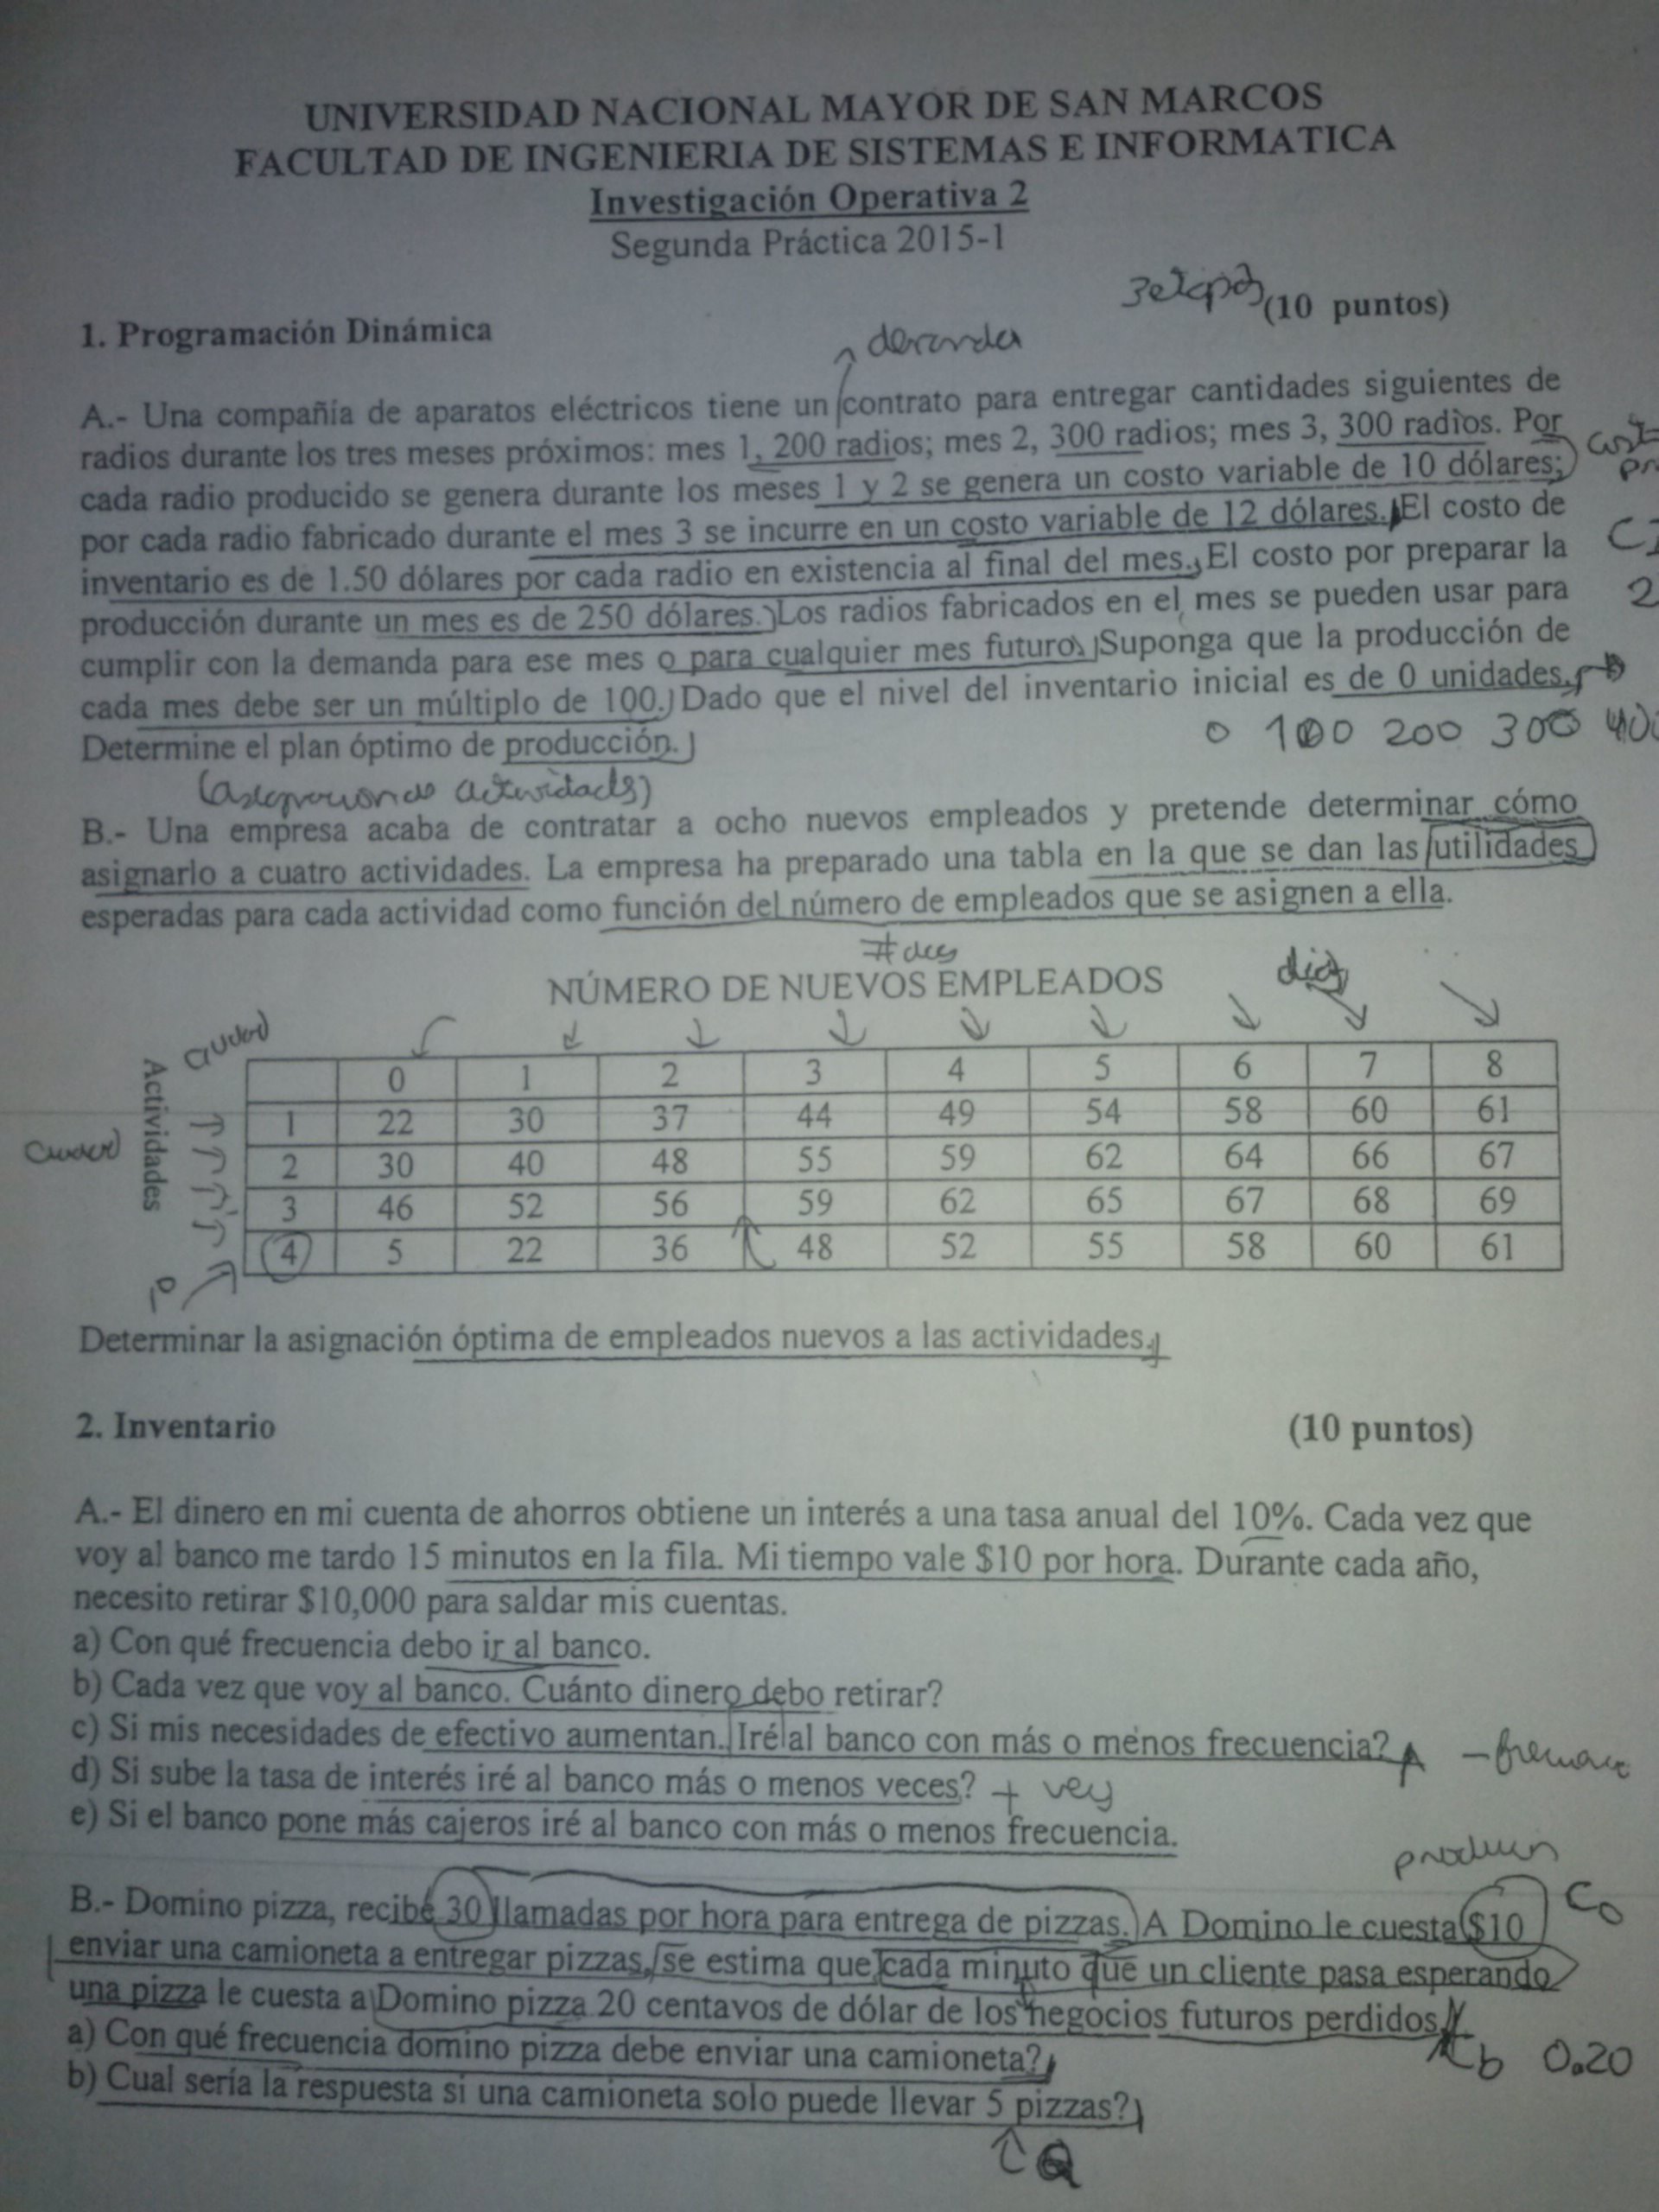 UNIVERSIDAD NACIONAL MAYOR DE SAN MARCOS
FACULTAD DE INGENIERIA DE SISTEMAS E INFORMATICA
Investigación Operativa 2
Segunda Práctica 2015-1
3etapas
1. Programación Dinámica (10 puntos)
demanda
A.- Una compañía de aparatos eléctricos tiene un contrato para entregar cantidades siguientes de
radios durante los tres meses próximos: mes 1, 200 radios; mes 2, 300 radios; mes 3, 300 radios. Por
cada radio producido se genera durante los meses 1 y 2 se genera un costo variable de 10 dólares;
por cada radio fabricado durante el mes 3 se incurre en un costo variable de 12 dólares. El costo de
inventario es de 1.50 dólares por cada radio en existencia al final del mes. El costo por preparar la
producción durante un mes es de 250 dólares. Los radios fabricados en el mes se pueden usar para
cumplir con la demanda para ese mes o para cualquier mes futuro. Suponga que la producción de
cada mes debe ser un múltiplo de 100. Dado que el nivel del inventario inicial es de 0 unidades.
Determine el plan óptimo de producción.
0 100 200 300 400
actividades)
B.- Una empresa acaba de contratar a ocho nuevos empleados y pretende determinar cómo
asignarlo a cuatro actividades. La empresa ha preparado una tabla en la que se dan las utilidades
esperadas para cada actividad como función del número de empleados que se asignen a ella.
NÚMERO DE NUEVOS EMPLEADOS
Actividades
0 1 2 3 4 5 6 7 8
1 22 30 37 44 49 54 58 60 61
2 30 40 48 55 59 62 64 66 67
3 46 52 56 59 62 65 67 68 69
4 5 22 36 48 52 55 58 60 61
Determinar la asignación óptima de empleados nuevos a las actividades.
2. Inventario (10 puntos)
A.- El dinero en mi cuenta de ahorros obtiene un interés a una tasa anual del 10%. Cada vez que
voy al banco me tardo 15 minutos en la fila. Mi tiempo vale $10 por hora. Durante cada año,
necesito retirar $10,000 para saldar mis cuentas.
a) Con qué frecuencia debo ir al banco.
b) Cada vez que voy al banco. Cuánto dinero debo retirar?
c) Si mis necesidades de efectivo aumentan. Iré al banco con más o menos frecuencia?
d) Si sube la tasa de interés iré al banco más o menos veces? + vez
e) Si el banco pone más cajeros iré al banco con más o menos frecuencia.
B.- Domino pizza, recibe 30 llamadas por hora para entrega de pizzas. A Domino le cuesta $10 Co
enviar una camioneta a entregar pizzas, se estima que cada minuto que un cliente pasa esperando
una pizza le cuesta a Domino pizza 20 centavos de dólar de los negocios futuros perdidos.
a) Con qué frecuencia domino pizza debe enviar una camioneta? Cb 0.20
b) Cual sería la respuesta si una camioneta solo puede llevar 5 pizzas?
Q